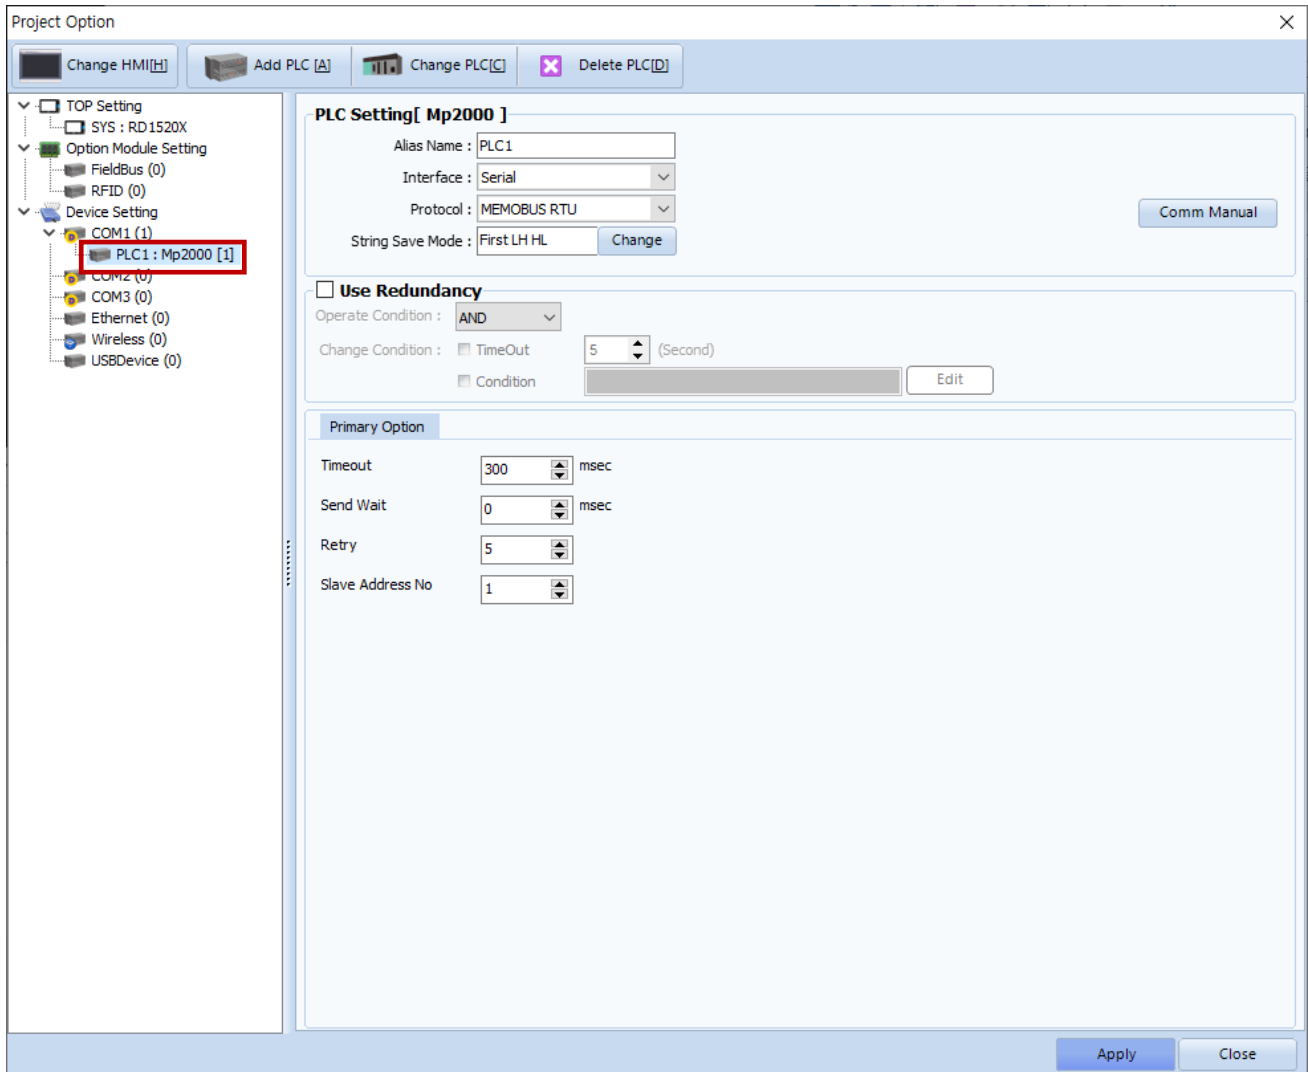 Project Option
Change HMI[H]
Add PLC [A]
Change PLC[C]
Delete PLC[D]
TOP Setting
SYS : RD1520X
Option Module Setting
FieldBus (0)
RFID (0)
Device Setting
COM1 (1)
PLC1 : Mp2000 [1]
COM2 (0)
COM3 (0)
Ethernet (0)
Wireless (0)
USBDevice (0)
PLC Setting[ Mp2000 ]
Alias Name : PLC1
Interface : Serial
Protocol : MEMOBUS RTU
Comm Manual
String Save Mode : First LH HL Change
Use Redundancy
Operate Condition : AND
Change Condition : TimeOut 5 (Second)
Condition Edit
Primary Option
Timeout 300 msec
Send Wait 0 msec
Retry 5
Slave Address No 1
Apply Close